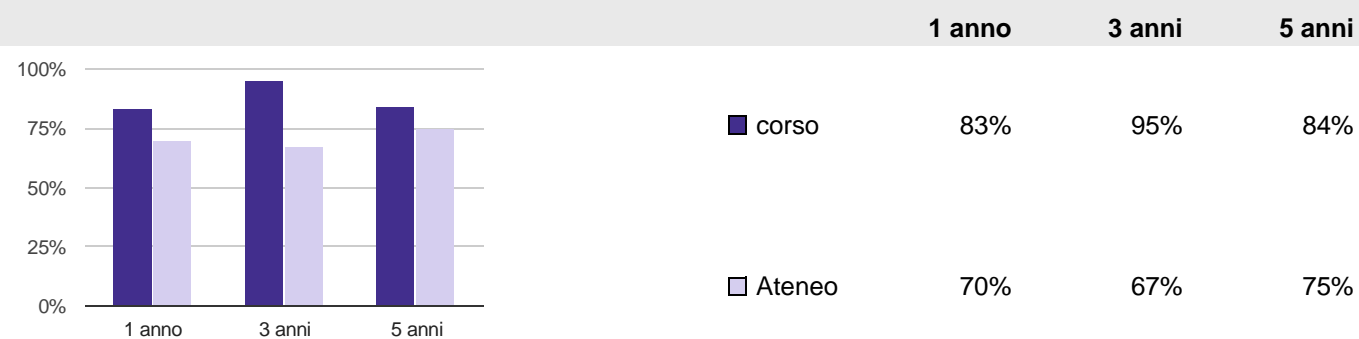 1 anno 3 anni 5 anni
100%
75%
50%
25%
0%
1 anno 3 anni 5 anni
corso 83% 95% 84%
Ateneo 70% 67% 75%